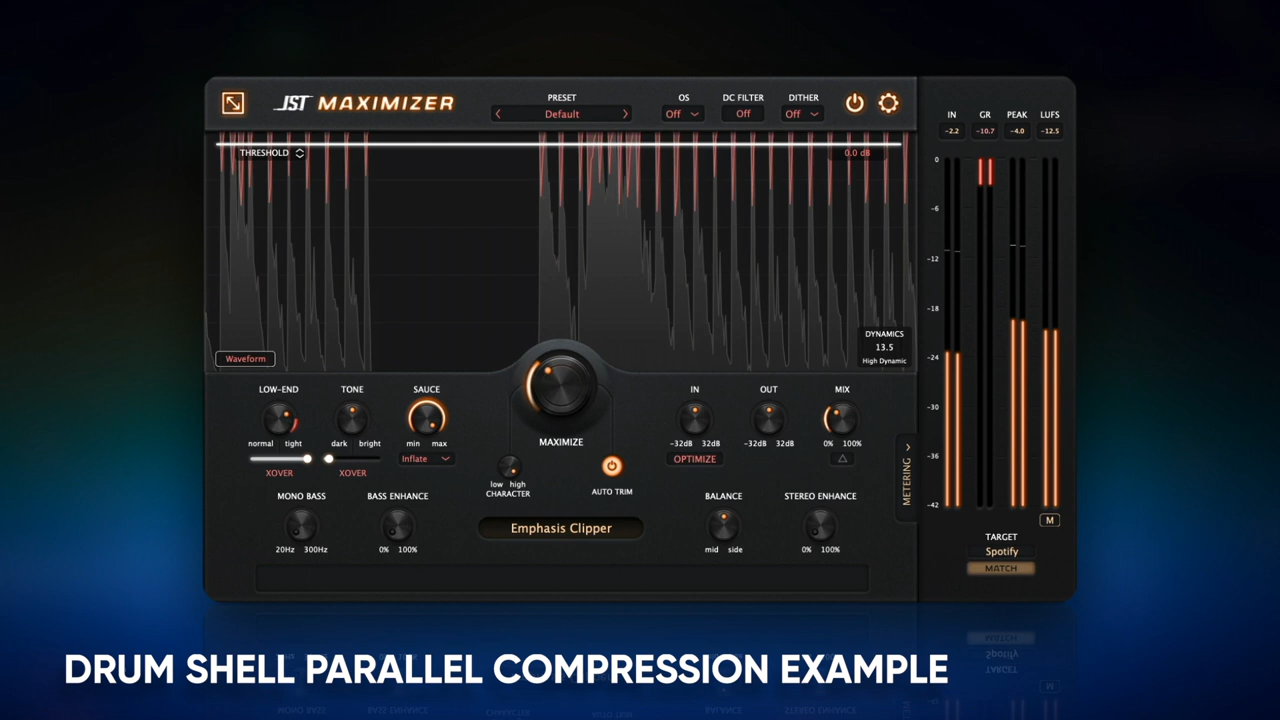 JST MAXIMIZER
PRESET
Default
OS
Off
DC FILTER
Off
DITHER
Off
THRESHOLD
0.0 dB
Waveform
DYNAMICS
13.5
High Dynamic
IN GR PEAK LUFS
-2.2 -10.7 -4.0 -12.5
0
-6
-12
-18
-24
-30
-36
-42
M
TARGET
Spotify
MATCH
METERING
LOW-END
normal tight
XOVER
TONE
dark bright
XOVER
SAUCE
min max
Inflate
MAXIMIZE
low high
CHARACTER
AUTO TRIM
IN
-32dB 32dB
OPTIMIZE
OUT
-32dB 32dB
MIX
0% 100%
MONO BASS
20Hz 300Hz
BASS ENHANCE
0% 100%
Emphasis Clipper
BALANCE
mid side
STEREO ENHANCE
0% 100%
DRUM SHELL PARALLEL COMPRESSION EXAMPLE